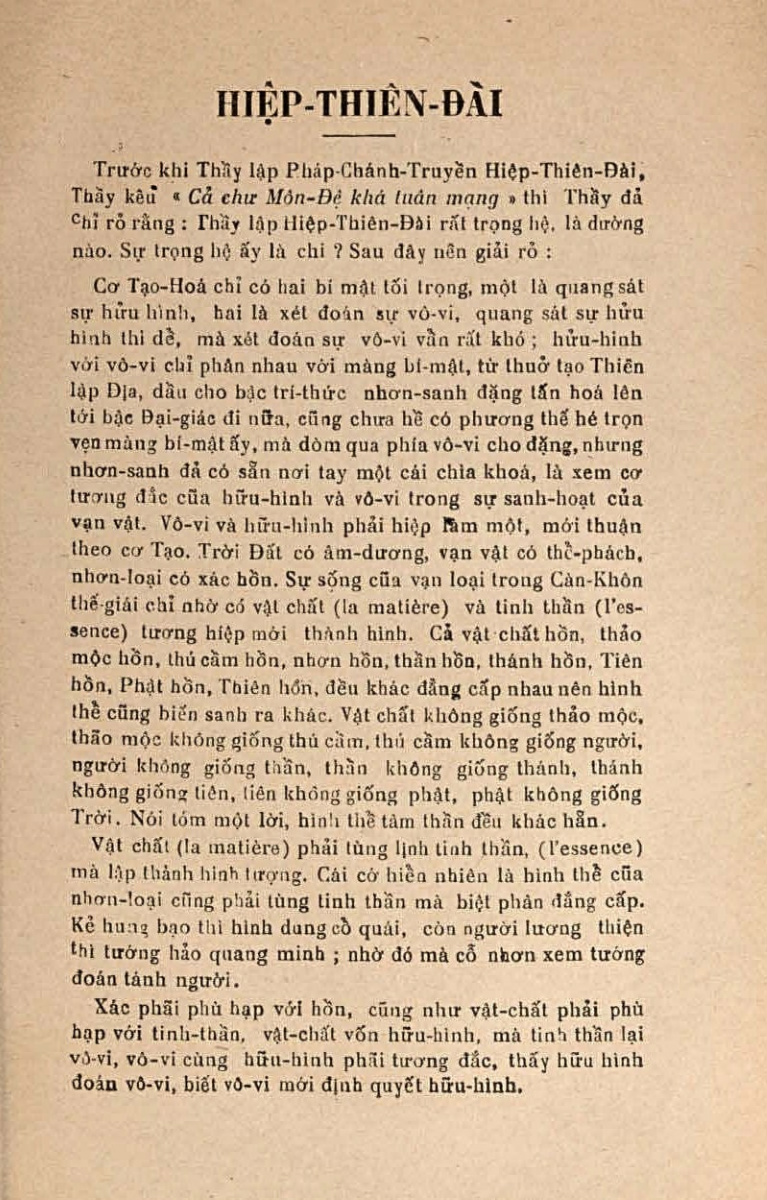 HIỆP-THIÊN-ĐÀI
Trước khi Thầy lập Pháp-Chánh-Truyền Hiệp-Thiên-Đài,
Thầy kêu « Cả chư Môn-Đệ khá tuân mạng » thì Thầy đả
chỉ rỏ rằng : Thầy lập Hiệp-Thiên-Đài rất trọng hệ, là dường
nào. Sự trọng hệ ấy là chi ? Sau đây nên giải rỏ :
Cơ Tạo-Hoá chỉ có hai bí mật tối trọng, một là quang sát
sự hửu hình, hai là xét đoán sự vô-vi, quang sát sự hửu
hình thì dề, mà xét đoán sự vô-vi vẫn rất khó ; hửu-hình
với vô-vi chỉ phân nhau với màng bí-mật, từ thuở tạo Thiên
lập Địa, dầu cho bậc trí-thức nhơn-sanh đặng tấn hoá lên
tới bậc Đại-giác đi nữa, cũng chưa hề có phương thế hé trọn
vẹn màng bí-mật ấy, mà dòm qua phía vô-vi cho đặng, nhưng
nhơn-sanh đả có sẵn nơi tay một cái chìa khoá, là xem cơ
tương đắc của hữu-hình và vô-vi trong sự sanh-hoạt của
vạn vật. Vô-vi và hữu-hình phải hiệp làm một, mới thuận
theo cơ Tạo. Trời Đất có âm-dương, vạn vật có thể-phách,
nhơn-loại có xác hồn. Sự sống của vạn loại trong Càn-Khôn
thế-giái chỉ nhờ có vật chất (la matière) và tinh thần (l'es-
sence) tương hiệp mới thành hình. Cả vật chất hồn, thảo
mộc hồn, thú cầm hồn, nhơn hồn, thần hồn, thánh hồn, Tiên
hồn, Phật hồn, Thiên hồn, đều khác đẳng cấp nhau nên hình
thể cũng biến sanh ra khác. Vật chất không giống thảo mộc,
thão mộc không giống thú cầm, thú cầm không giống người,
người không giống thần, thần không giống thánh, thánh
không giống tiên, tiên không giống phật, phật không giống
Trời. Nói tóm một lời, hình thể tâm thần đều khác hẵn.
Vật chất (la matière) phải tùng lịnh tinh thần, (l'essence)
mà lập thành hình tượng. Cái cớ hiển nhiên là hình thể của
nhơn-loại cũng phải tùng tinh thần mà biệt phân đẳng cấp.
Kẻ hung bạo thì hình dung cổ quái, còn người lương thiện
thì tướng hảo quang minh ; nhờ đó mà cổ nhơn xem tướng
đoán tánh người.
Xác phãi phù hạp với hồn, cũng như vật-chất phải phù
hạp với tinh-thần, vật-chất vốn hữu-hình, mà tinh thần lại
vô-vi, vô-vi cùng hữu-hình phãi tương đắc, thấy hữu hình
đoán vô-vi, biết vô-vi mới định quyết hữu-hình.